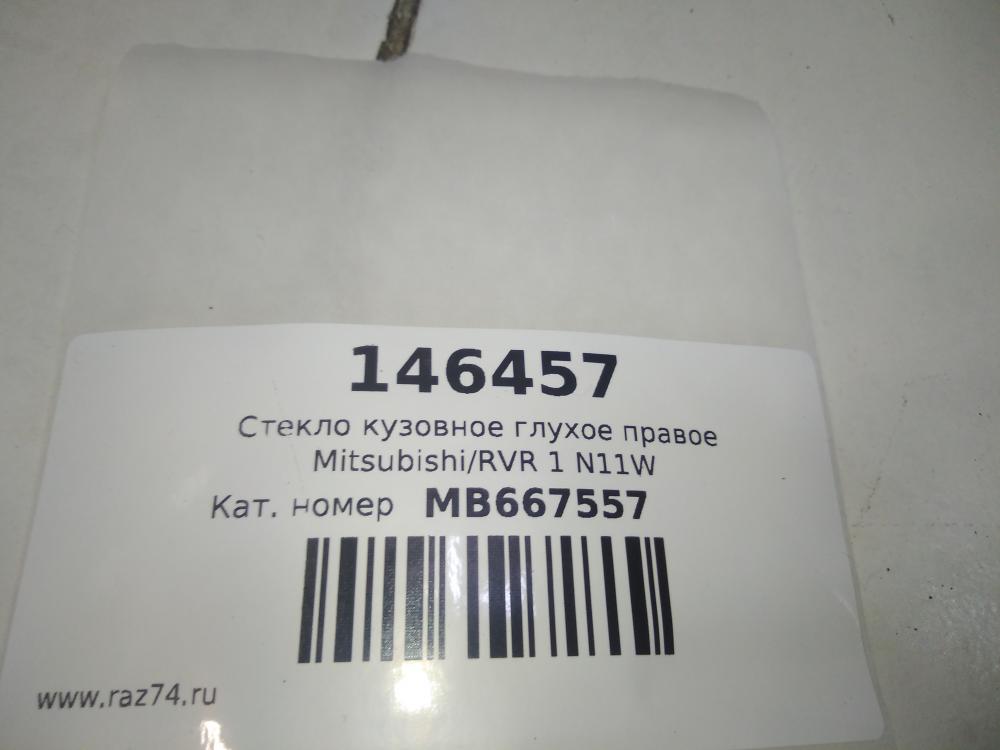 146457
Стекло кузовное глухое правое
Mitsubishi/RVR 1 N11W
Кат. номер MB667557
www.raz74.ru